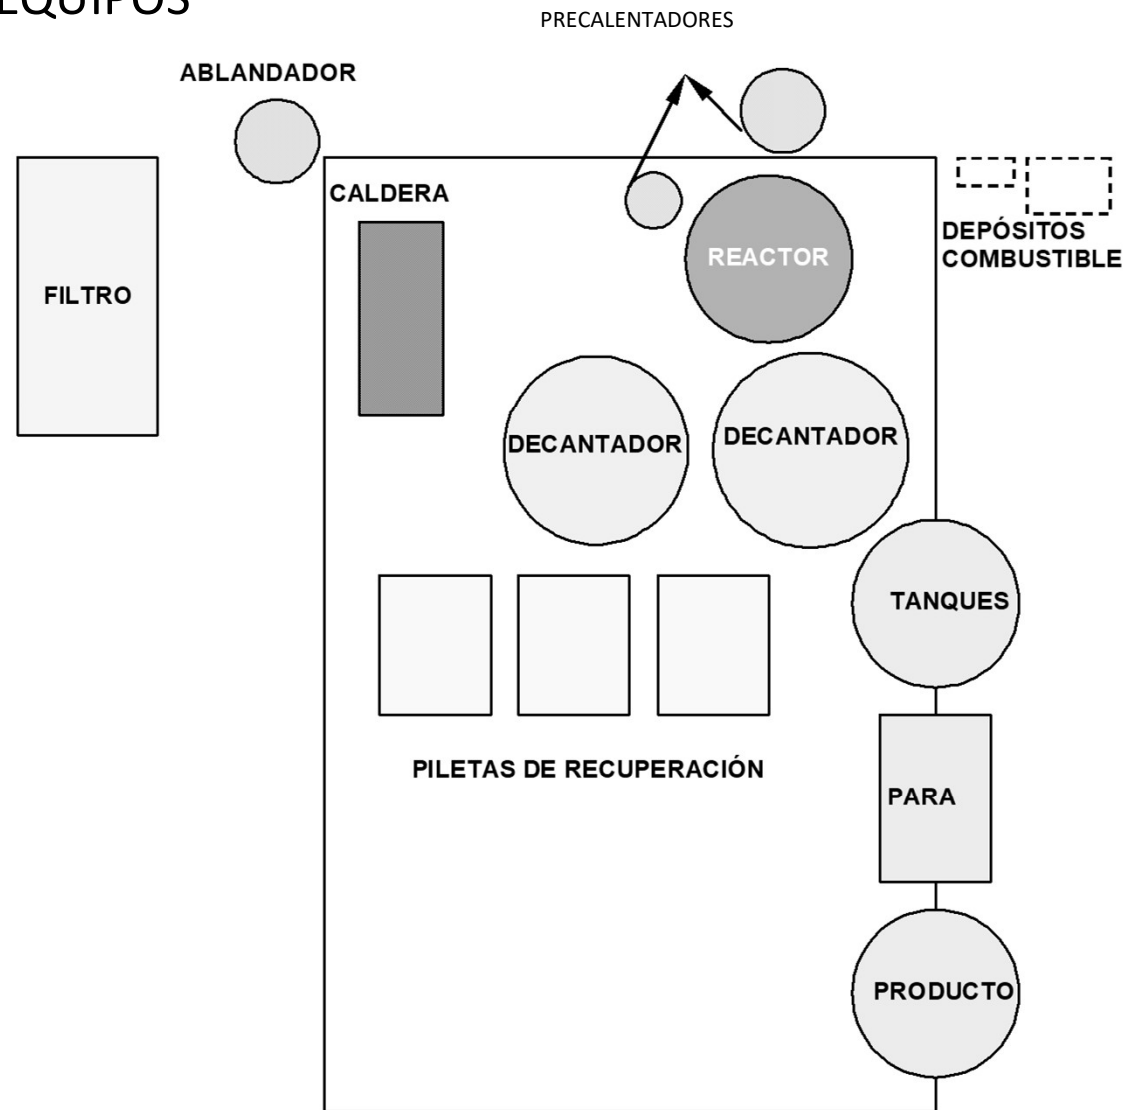 EQUIPOS
PRECALENTADORES
ABLANDADOR
CALDERA
REACTOR
DEPÓSITOS
COMBUSTIBLE
FILTRO
DECANTADOR
DECANTADOR
TANQUES
PILETAS DE RECUPERACIÓN
PARA
PRODUCTO